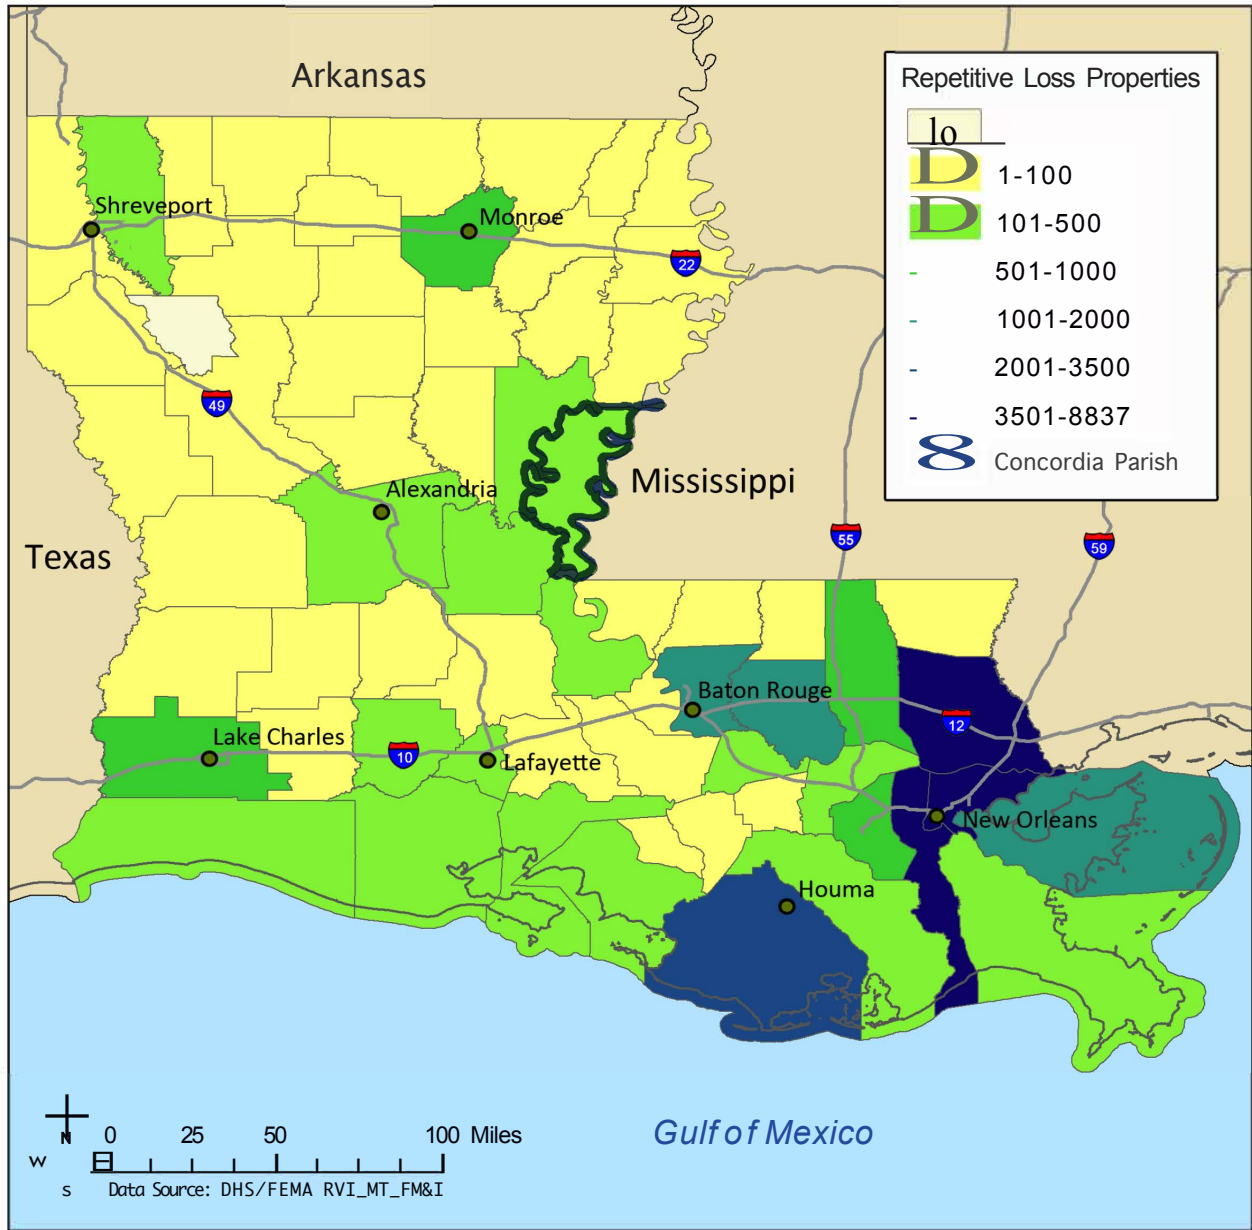 Arkansas
Repetitive Loss Properties
lo
D 1-100
D 101-500
- 501-1000
- 1001-2000
- 2001-3500
- 3501-8837
8 Concordia Parish
Shreveport
Monroe
22
49
Mississippi
Alexandria
Texas
55
59
Baton Rouge
12
Lake Charles
10
Lafayette
New Orleans
Houma
Gulf of Mexico
N
W
S
0 25 50 100 Miles
Data Source: DHS/FEMA RVI_MT_FM&I